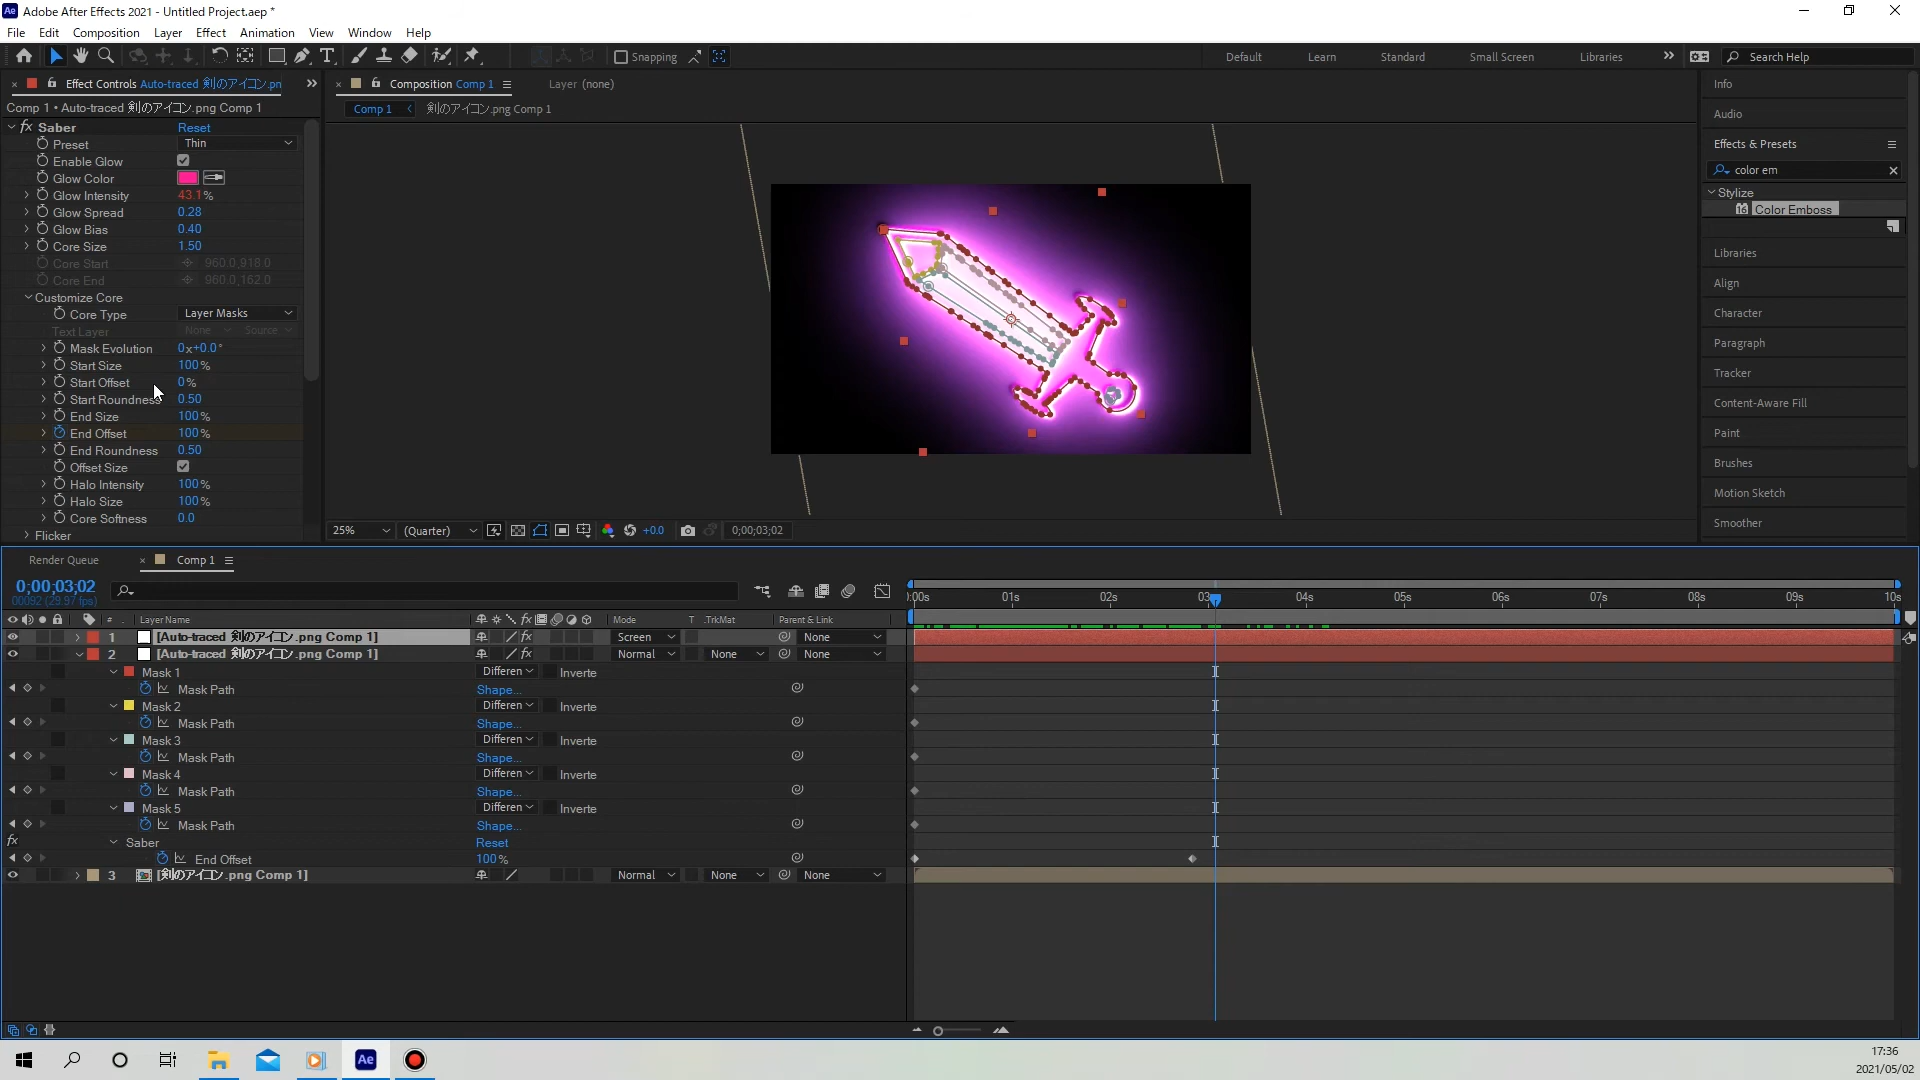 Adobe After Effects 2021 - Untitled Project.aep *
File Edit Composition Layer Effect Animation View Window Help
Snapping Default Learn Standard Small Screen Libraries Search Help
Effect Controls Auto-traced 剣のアイコン.pn
Composition Comp 1
Layer (none)
Info
Comp 1 • Auto-traced 剣のアイコン.png Comp 1
Comp 1
剣のアイコン.png Comp 1
Audio
fx Saber Reset
Preset Thin
Enable Glow
Glow Color
Glow Intensity 43.1%
Glow Spread 0.28
Glow Bias 0.40
Core Size 1.50
Core Start 960.0,918.0
Core End 960.0,162.0
Customize Core
Core Type Layer Masks
Text Layer None Source
Mask Evolution 0x+0.0°
Start Size 100%
Start Offset 0%
Start Roundness 0.50
End Size 100%
End Offset 100%
End Roundness 0.50
Offset Size
Halo Intensity 100%
Halo Size 100%
Core Softness 0.0
Flicker
Effects & Presets
color em
Stylize
Color Emboss
Libraries
Align
Character
Paragraph
Tracker
Content-Aware Fill
Paint
Brushes
Motion Sketch
Smoother
25% (Quarter) +0.0 0;00;03;02
Render Queue Comp 1
0;00;03;02
00092 (29.97 fps)
:00s 01s 02s 03s 04s 05s 06s 07s 08s 09s 10s
# Layer Name fx Mode T .TrkMat Parent & Link
1 [Auto-traced 剣のアイコン.png Comp 1] fx Screen None
2 [Auto-traced 剣のアイコン.png Comp 1] fx Normal None None
Mask 1 Differen Inverte
Mask Path Shape...
Mask 2 Differen Inverte
Mask Path Shape...
Mask 3 Differen Inverte
Mask Path Shape...
Mask 4 Differen Inverte
Mask Path Shape...
Mask 5 Differen Inverte
Mask Path Shape...
fx Saber Reset
End Offset 100%
3 [剣のアイコン.png Comp 1] Normal None None
Ae
17:36
2021/05/02